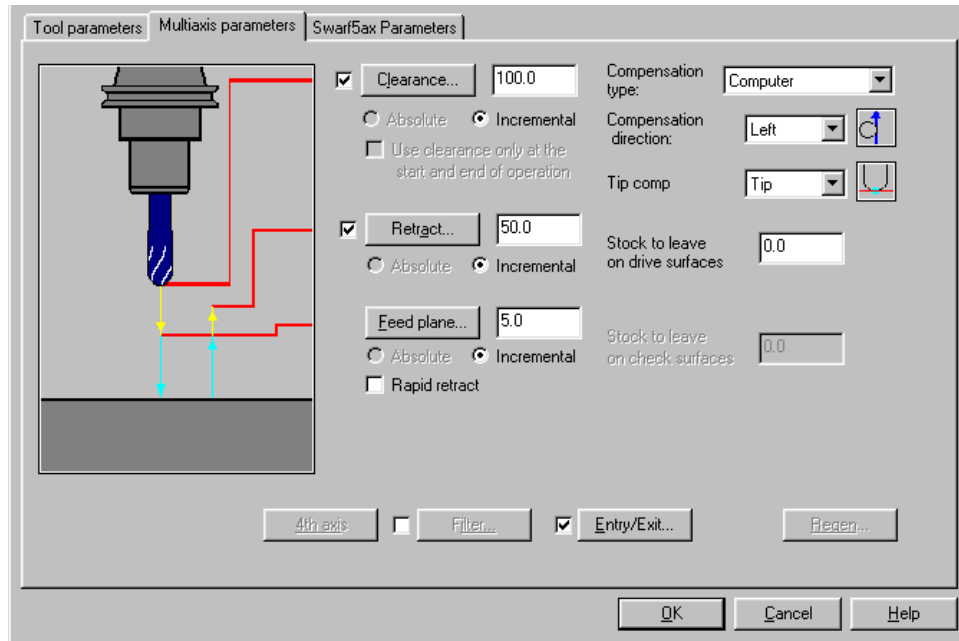 Tool parameters Multiaxis parameters Swarf5ax Parameters
Clearance... 100.0
Absolute Incremental
Use clearance only at the
start and end of operation
Retract... 50.0
Absolute Incremental
Feed plane... 5.0
Absolute Incremental
Rapid retract
Compensation
type:
Computer
Compensation
direction:
Left
Tip comp Tip
Stock to leave
on drive surfaces
0.0
Stock to leave
on check surfaces
0.0
4th axis Filter... Entry/Exit... Regen...
OK Cancel Help